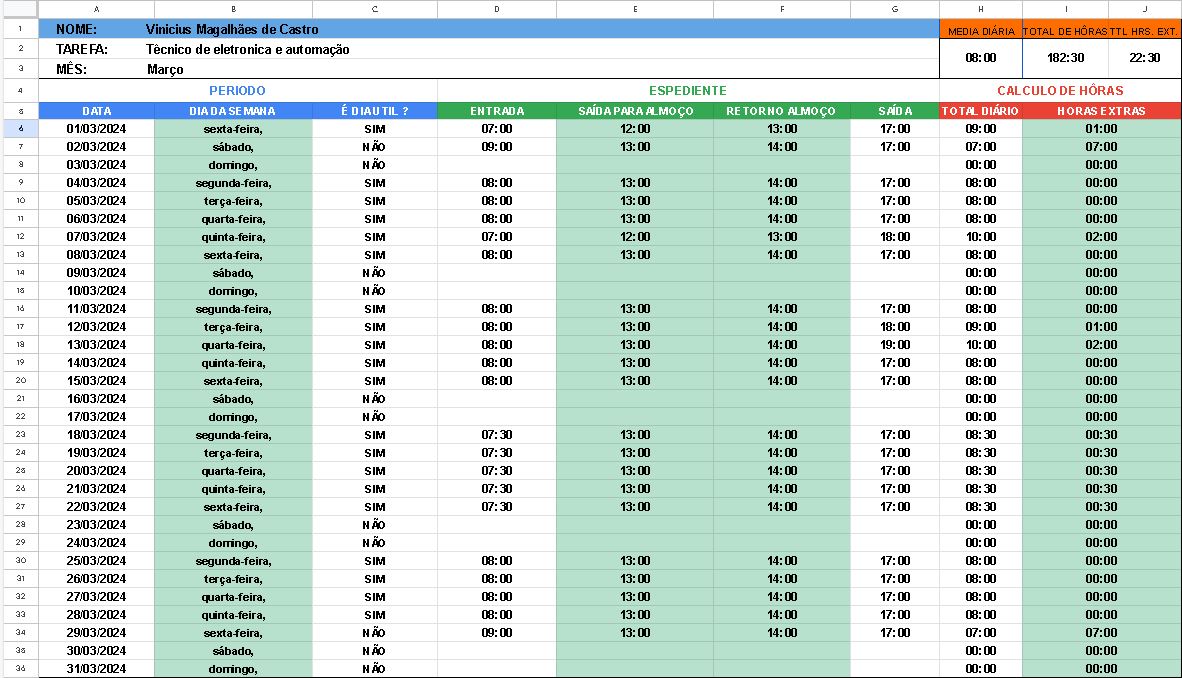 A B C D E F G H I J
1 NOME: Vinicius Magalhães de Castro MEDIA DIÁRIA TOTAL DE HÔRAS TTL HRS. EXT.
2 TAREFA: Técnico de eletronica e automação 08:00 182:30 22:30
3 MÊS: Março
4 PERIODO ESPEDIENTE CALCULO DE HÔRAS
5 DATA DIA DA SEMANA É DIA UTIL ? ENTRADA SAÍDA PARA ALMOÇO RETORNO ALMOÇO SAÍDA TOTAL DIÁRIO HORAS EXTRAS
6 01/03/2024 sexta-feira, SIM 07:00 12:00 13:00 17:00 09:00 01:00
7 02/03/2024 sábado, NÃO 09:00 13:00 14:00 17:00 07:00 07:00
8 03/03/2024 domingo, NÃO 00:00 00:00
9 04/03/2024 segunda-feira, SIM 08:00 13:00 14:00 17:00 08:00 00:00
10 05/03/2024 terça-feira, SIM 08:00 13:00 14:00 17:00 08:00 00:00
11 06/03/2024 quarta-feira, SIM 08:00 13:00 14:00 17:00 08:00 00:00
12 07/03/2024 quinta-feira, SIM 07:00 12:00 13:00 18:00 10:00 02:00
13 08/03/2024 sexta-feira, SIM 08:00 13:00 14:00 17:00 08:00 00:00
14 09/03/2024 sábado, NÃO 00:00 00:00
15 10/03/2024 domingo, NÃO 00:00 00:00
16 11/03/2024 segunda-feira, SIM 08:00 13:00 14:00 17:00 08:00 00:00
17 12/03/2024 terça-feira, SIM 08:00 13:00 14:00 18:00 09:00 01:00
18 13/03/2024 quarta-feira, SIM 08:00 13:00 14:00 19:00 10:00 02:00
19 14/03/2024 quinta-feira, SIM 08:00 13:00 14:00 17:00 08:00 00:00
20 15/03/2024 sexta-feira, SIM 08:00 13:00 14:00 17:00 08:00 00:00
21 16/03/2024 sábado, NÃO 00:00 00:00
22 17/03/2024 domingo, NÃO 00:00 00:00
23 18/03/2024 segunda-feira, SIM 07:30 13:00 14:00 17:00 08:30 00:30
24 19/03/2024 terça-feira, SIM 07:30 13:00 14:00 17:00 08:30 00:30
25 20/03/2024 quarta-feira, SIM 07:30 13:00 14:00 17:00 08:30 00:30
26 21/03/2024 quinta-feira, SIM 07:30 13:00 14:00 17:00 08:30 00:30
27 22/03/2024 sexta-feira, SIM 07:30 13:00 14:00 17:00 08:30 00:30
28 23/03/2024 sábado, NÃO 00:00 00:00
29 24/03/2024 domingo, NÃO 00:00 00:00
30 25/03/2024 segunda-feira, SIM 08:00 13:00 14:00 17:00 08:00 00:00
31 26/03/2024 terça-feira, SIM 08:00 13:00 14:00 17:00 08:00 00:00
32 27/03/2024 quarta-feira, SIM 08:00 13:00 14:00 17:00 08:00 00:00
33 28/03/2024 quinta-feira, SIM 08:00 13:00 14:00 17:00 08:00 00:00
34 29/03/2024 sexta-feira, NÃO 09:00 13:00 14:00 17:00 07:00 07:00
35 30/03/2024 sábado, NÃO 00:00 00:00
36 31/03/2024 domingo, NÃO 00:00 00:00